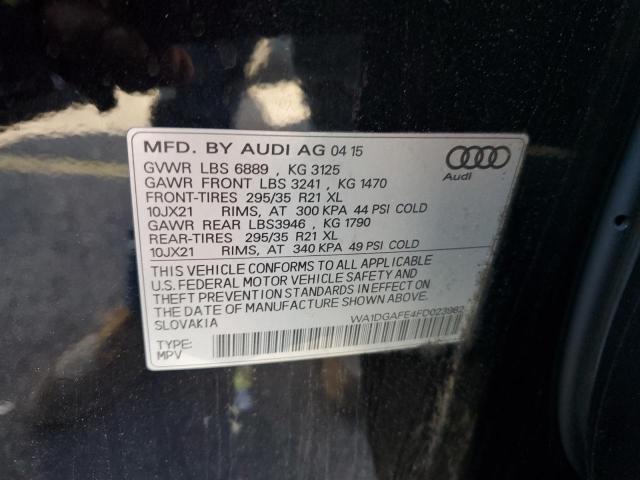 MFD. BY AUDI AG 04 15
GVWR LBS 6889 , KG 3125
GAWR FRONT LBS 3241 , KG 1470
FRONT-TIRES 295/35 R21 XL
10JX21 RIMS, AT 300 KPA 44 PSI COLD
GAWR REAR LBS3946 , KG 1790
REAR-TIRES 295/35 R21 XL
10JX21 RIMS, AT 340 KPA 49 PSI COLD
THIS VEHICLE CONFORMS TO ALL APPLICABLE
U.S. FEDERAL MOTOR VEHICLE SAFETY AND
THEFT PREVENTION STANDARDS IN EFFECT ON
THE DATE OF MANUFACTURE SHOWN ABOVE.
SLOVAKIA
WA1DGAFE4FD023982
TYPE:
MPV
Audi